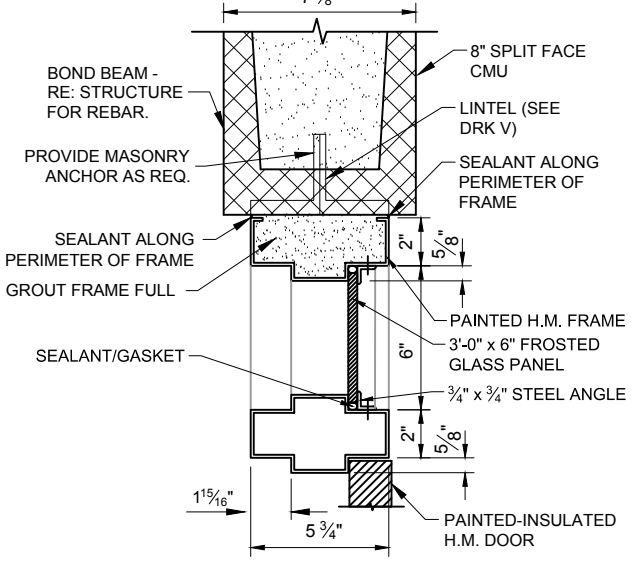 8" SPLIT FACE
CMU
BOND BEAM -
RE: STRUCTURE
FOR REBAR.
LINTEL (SEE
DRK V)
PROVIDE MASONRY
ANCHOR AS REQ.
SEALANT ALONG
PERIMETER OF
FRAME
SEALANT ALONG
PERIMETER OF FRAME
2"
5/8"
GROUT FRAME FULL
PAINTED H.M. FRAME
3'-0" x 6" FROSTED
GLASS PANEL
6"
SEALANT/GASKET
3/4" x 3/4" STEEL ANGLE
2"
5/8"
1 15/16"
5 3/4"
PAINTED-INSULATED
H.M. DOOR